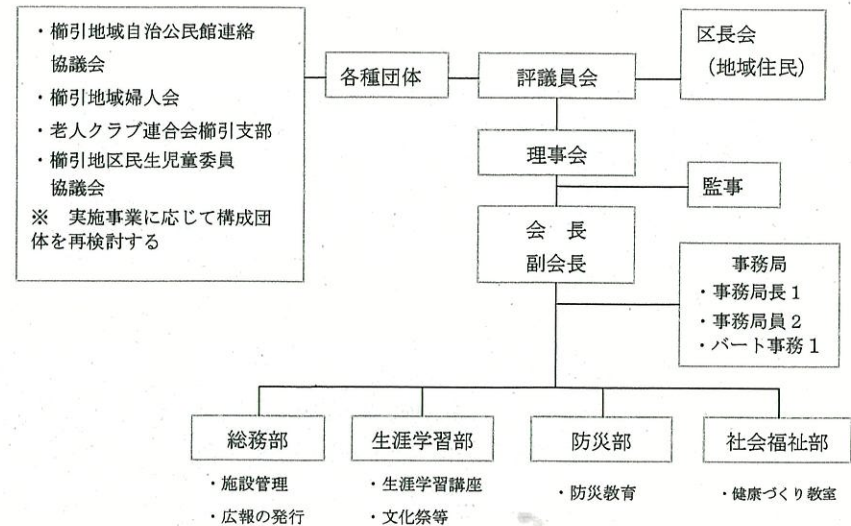 ・櫛引地域自治公民館連絡
協議会
・櫛引地域婦人会
・老人クラブ連合会櫛引支部
・櫛引地区民生児童委員
協議会
※　実施事業に応じて構成団
体を再検討する
各種団体
評議員会
区長会
（地域住民）
理事会
監事
会　長
副会長
事務局
・事務局長１
・事務局員２
・バート事務１
総務部
・施設管理
・広報の発行
生涯学習部
・生涯学習講座
・文化祭等
防災部
・防災教育
社会福祉部
・健康づくり教室